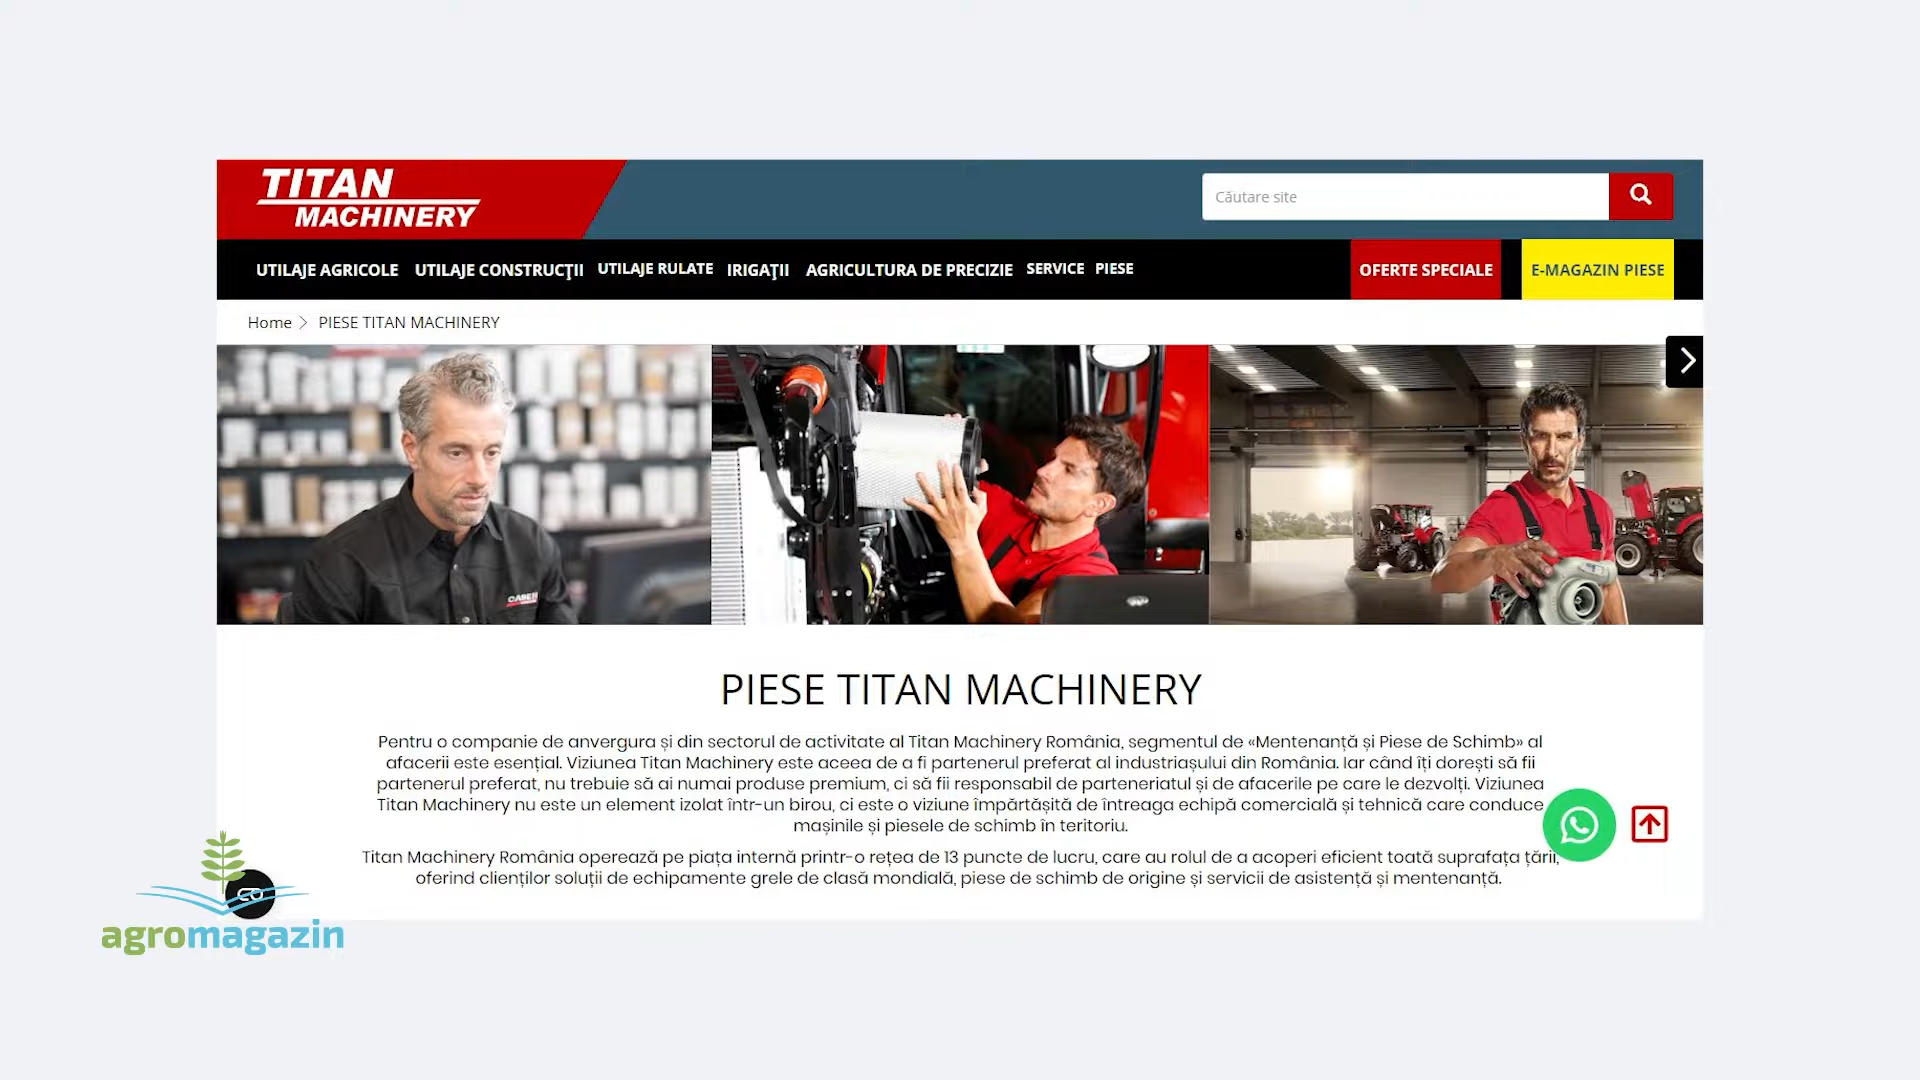 TITAN
MACHINERY
Căutare site
UTILAJE AGRICOLE UTILAJE CONSTRUCŢII UTILAJE RULATE IRIGAŢII AGRICULTURA DE PRECIZIE SERVICE PIESE OFERTE SPECIALE E-MAGAZIN PIESE
Home PIESE TITAN MACHINERY
CASE IH
PIESE TITAN MACHINERY
Pentru o companie de anvergura și din sectorul de activitate al Titan Machinery România, segmentul de «Mentenanță și Piese de Schimb» al
afacerii este esențial. Viziunea Titan Machinery este aceea de a fi partenerul preferat al industriașului din România. Iar când îți dorești să fii
partenerul preferat, nu trebuie să ai numai produse premium, ci să fii responsabil de parteneriatul și de afacerile pe care le dezvolți. Viziunea
Titan Machinery nu este un element izolat într-un birou, ci este o viziune împărtășită de întreaga echipă comercială și tehnică care conduce
mașinile și piesele de schimb în teritoriu.
Titan Machinery România operează pe piața internă printr-o rețea de 13 puncte de lucru, care au rolul de a acoperi eficient toată suprafața țării,
oferind clienților soluții de echipamente grele de clasă mondială, piese de schimb de origine și servicii de asistență și mentenanță.
agromagazin